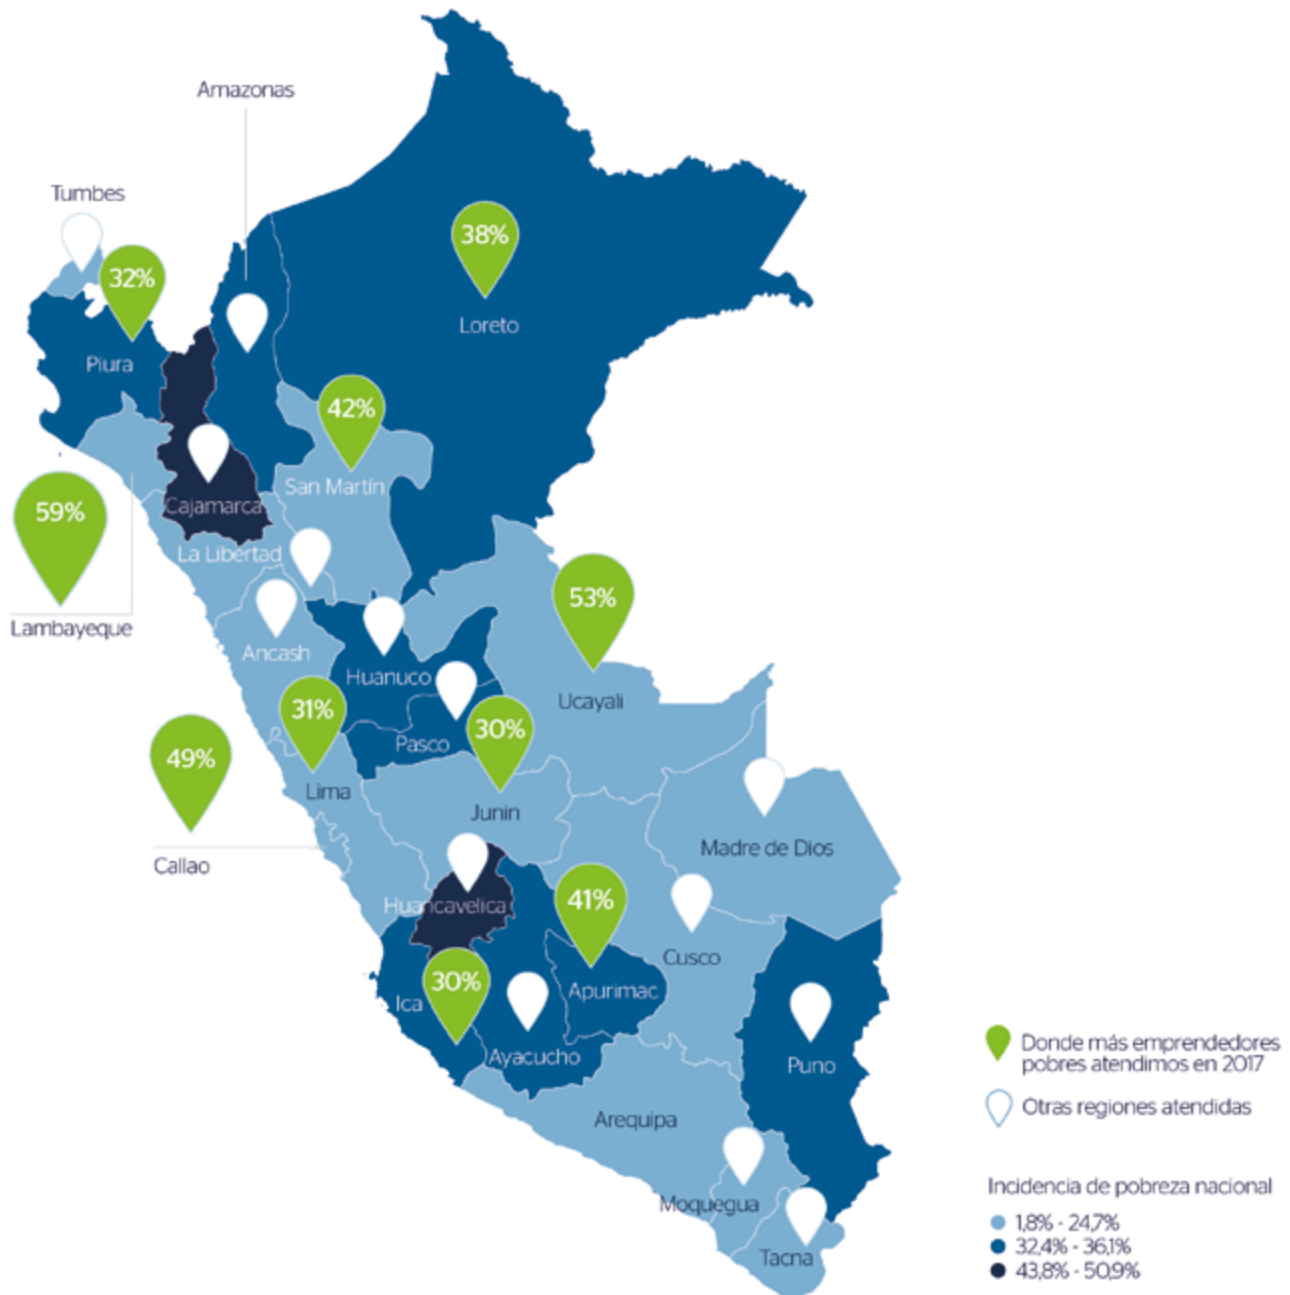 Amazonas
Tumbes
38%
32%
Loreto
Piura
42%
San Martín
59%
Cajamarca
La Libertad
53%
Lambayeque
Ancash
Huanuco
Ucayali
31%
30%
49%
Pasco
Lima
Junin
Madre de Dios
Callao
41%
Huancavelica
Cusco
30%
Ica
Apurimac
Donde más emprendedores
pobres atendimos en 2017
Ayacucho
Puno
Otras regiones atendidas
Arequipa
Incidencia de pobreza nacional
Moquegua
1,8% - 24,7%
32,4% - 36,1%
Tacna
43,8% - 50,9%